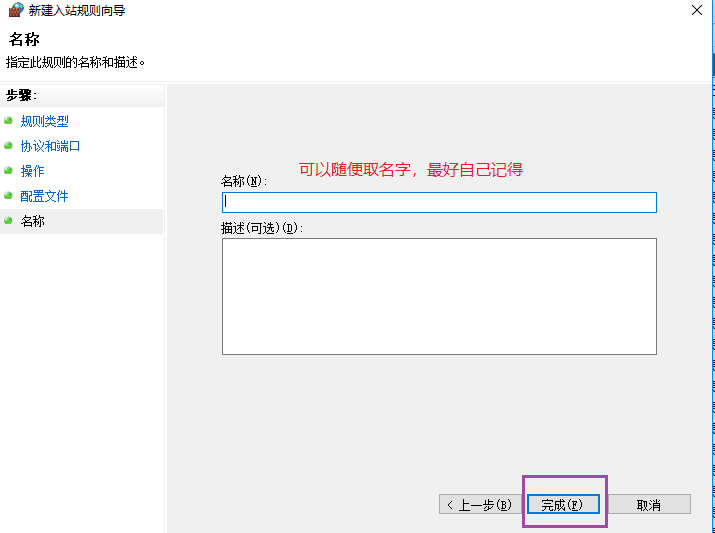 新建入站规则向导
名称
指定此规则的名称和描述。
步骤:
规则类型
协议和端口
操作
配置文件
名称
可以随便取名字，最好自己记得
名称(N):
描述(可选)(D):
< 上一步(B)
完成(F)
取消